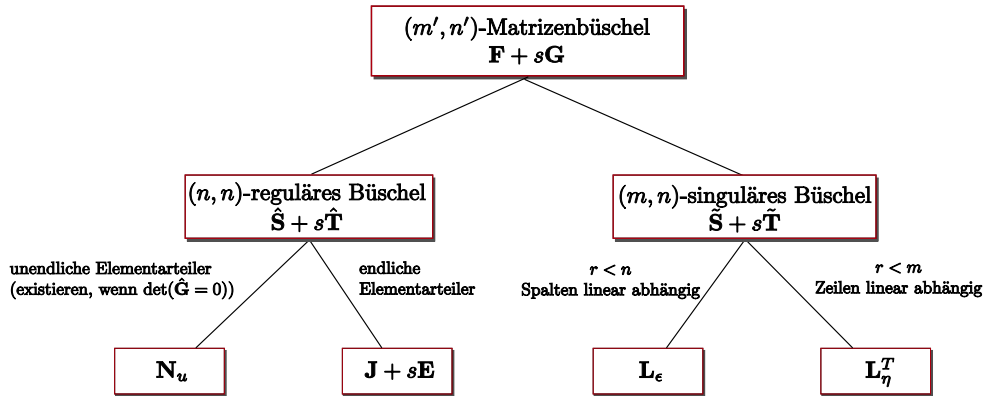 (m′, n′)-Matrizenbüschel
F + sG
(n, n)-reguläres Büschel
Ŝ + sT̂
(m, n)-singuläres Büschel
S̃ + sT̃
unendliche Elementarteiler
(existieren, wenn det(Ĝ = 0))
endliche
Elementarteiler
r < n
Spalten linear abhängig
r < m
Zeilen linear abhängig
N_u
J + sE
L_ϵ
L_η^T